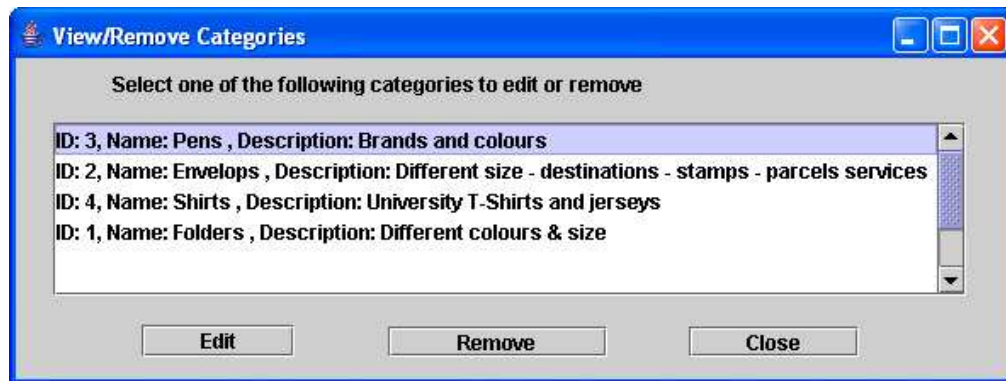 View/Remove Categories
Select one of the following categories to edit or remove
ID: 3, Name: Pens , Description: Brands and colours
ID: 2, Name: Envelops , Description: Different size - destinations - stamps - parcels services
ID: 4, Name: Shirts , Description: University T-Shirts and jerseys
ID: 1, Name: Folders , Description: Different colours & size
Edit Remove Close